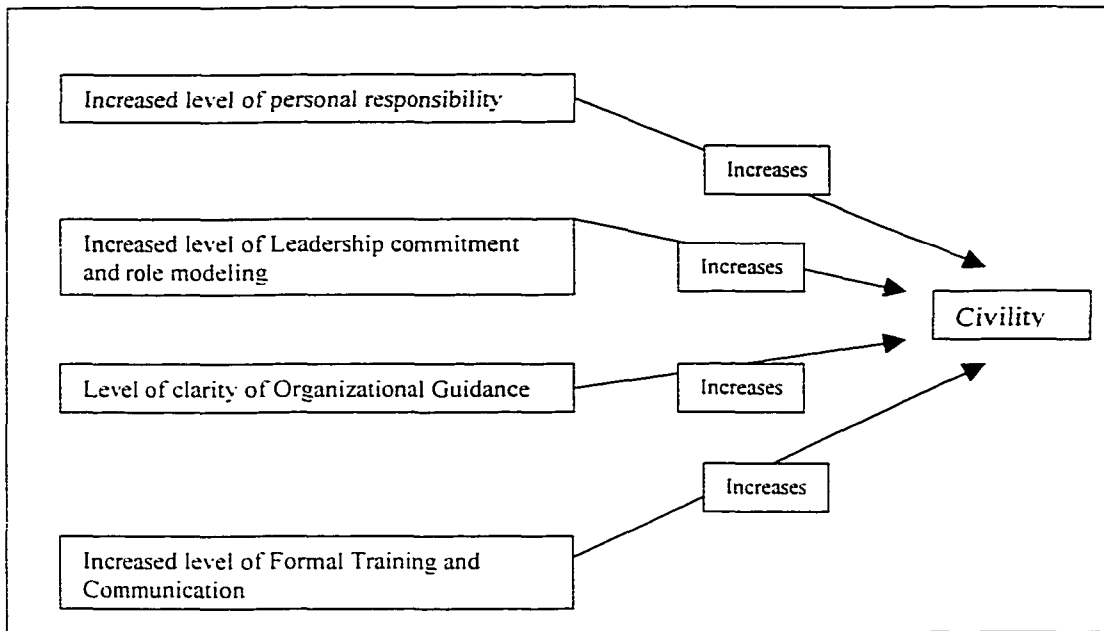 Increased level of personal responsibility
Increases
Increased level of Leadership commitment
and role modeling
Increases
Civility
Level of clarity of Organizational Guidance
Increases
Increases
Increased level of Formal Training and
Communication